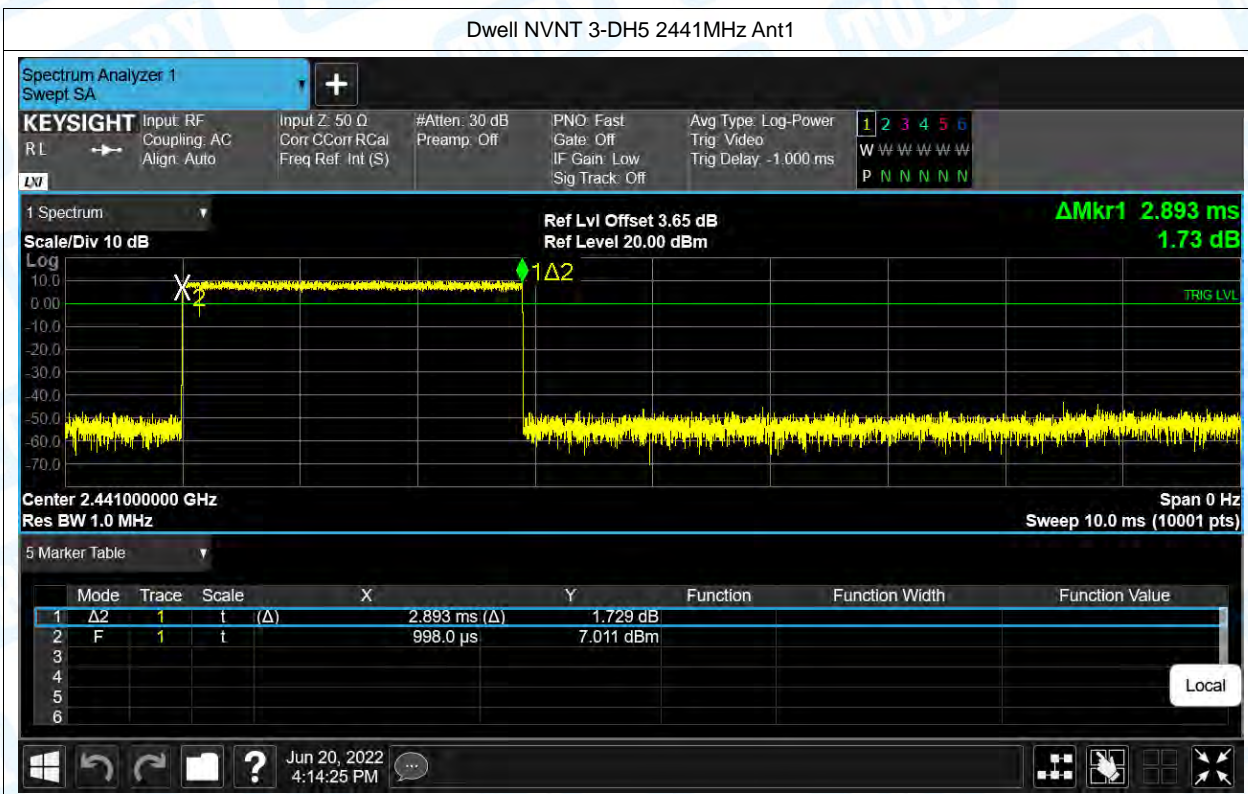 Dwell NVNT 3-DH5 2441MHz Ant1
Spectrum Analyzer 1
Swept SA
KEYSIGHT
RL
LXI
Input: RF
Coupling: AC
Align: Auto
Input Z: 50 Ω
Corr CCorr RCal
Freq Ref: Int (S)
#Atten: 30 dB
Preamp: Off
PNO: Fast
Gate: Off
IF Gain: Low
Sig Track: Off
Avg Type: Log-Power
Trig: Video
Trig Delay: -1.000 ms
1 2 3 4 5 6
W W W W W W
P N N N N N
1 Spectrum
Scale/Div 10 dB
Ref Lvl Offset 3.65 dB
Ref Level 20.00 dBm
ΔMkr1 2.893 ms
1.73 dB
Log
10.0
0.00
-10.0
-20.0
-30.0
-40.0
-50.0
-60.0
-70.0
1Δ2
2
TRIG LVL
Center 2.441000000 GHz
Span 0 Hz
Res BW 1.0 MHz
Sweep 10.0 ms (10001 pts)
5 Marker Table
Mode Trace Scale X Y Function Function Width Function Value
1 Δ2 1 t (Δ) 2.893 ms (Δ) 1.729 dB
2 F 1 t 998.0 µs 7.011 dBm
3
4
5
6
Local
Jun 20, 2022
4:14:25 PM